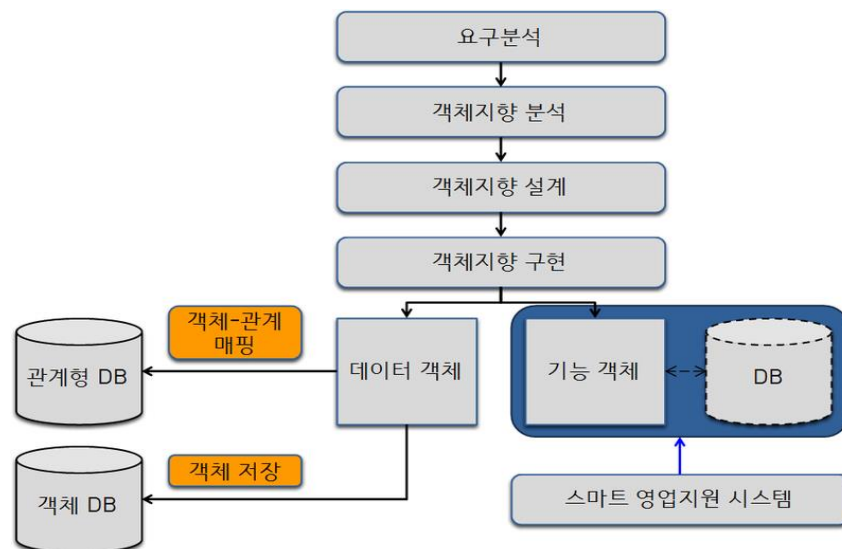 요구분석
객체지향 분석
객체지향 설계
객체지향 구현
객체-관계
매핑
관계형 DB
데이터 객체
기능 객체
DB
객체 저장
객체 DB
스마트 영업지원 시스템